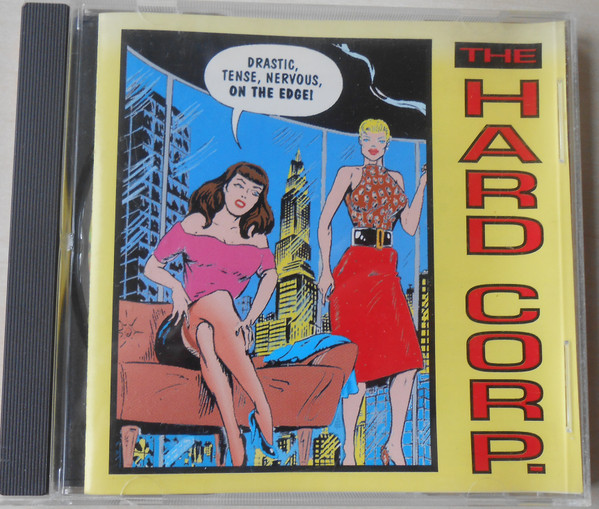 DRASTIC,
TENSE, NERVOUS,
ON THE EDGE!
THE
HARD CORP.